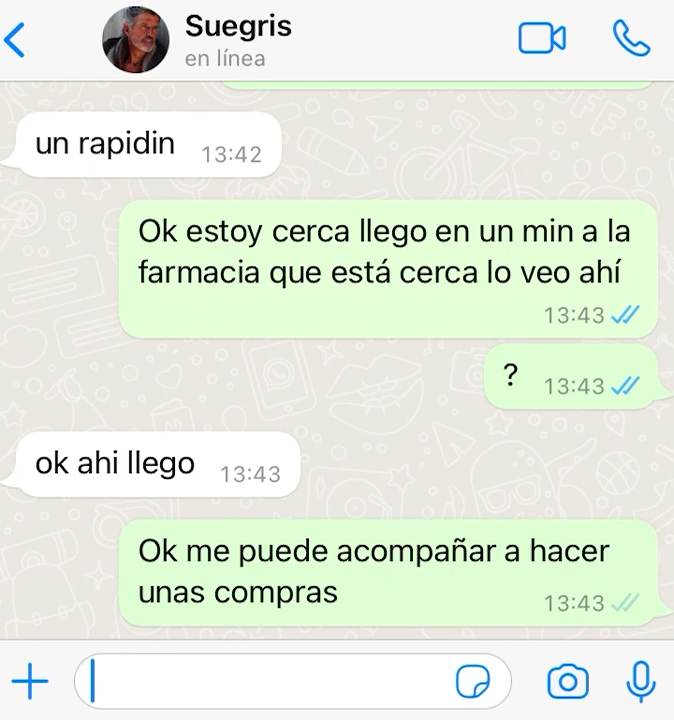 Suegris
en línea
un rapidin 13:42
Ok estoy cerca llego en un min a la
farmacia que está cerca lo veo ahí
13:43
? 13:43
ok ahi llego 13:43
Ok me puede acompañar a hacer
unas compras 13:43